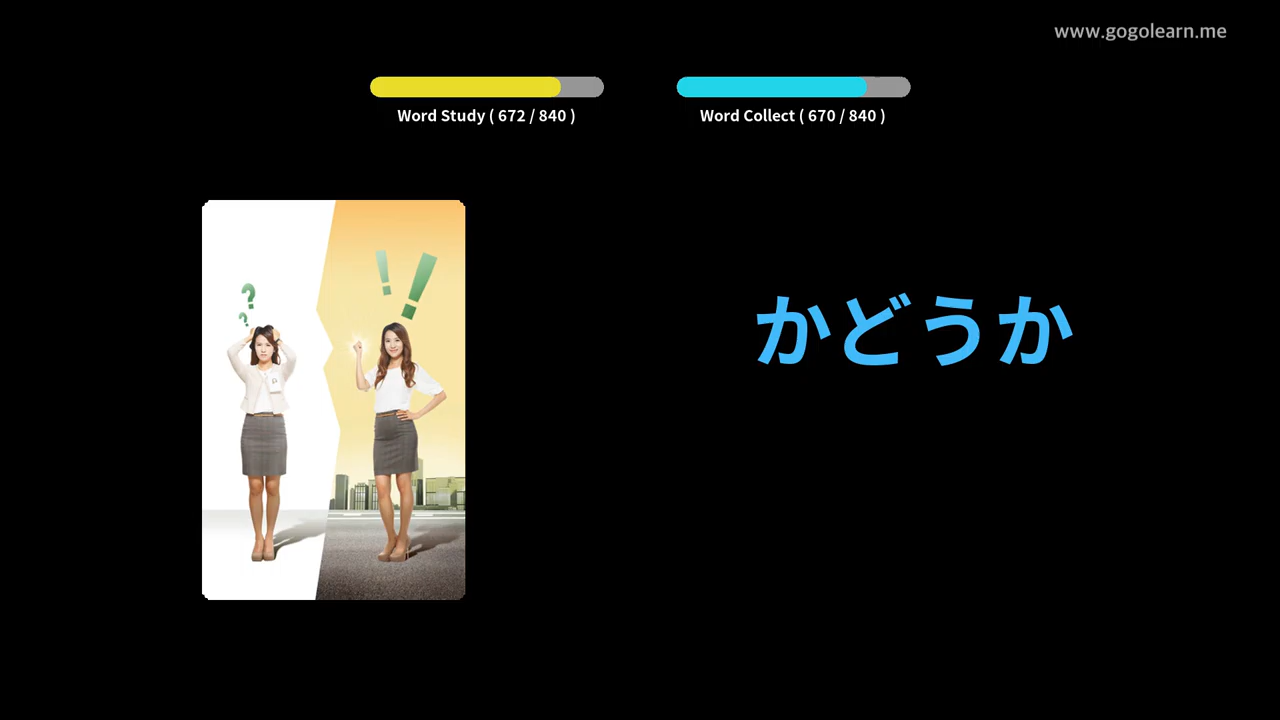 www.gogolearn.me
Word Study ( 672 / 840 )
Word Collect ( 670 / 840 )
? ? ! !
かどうか